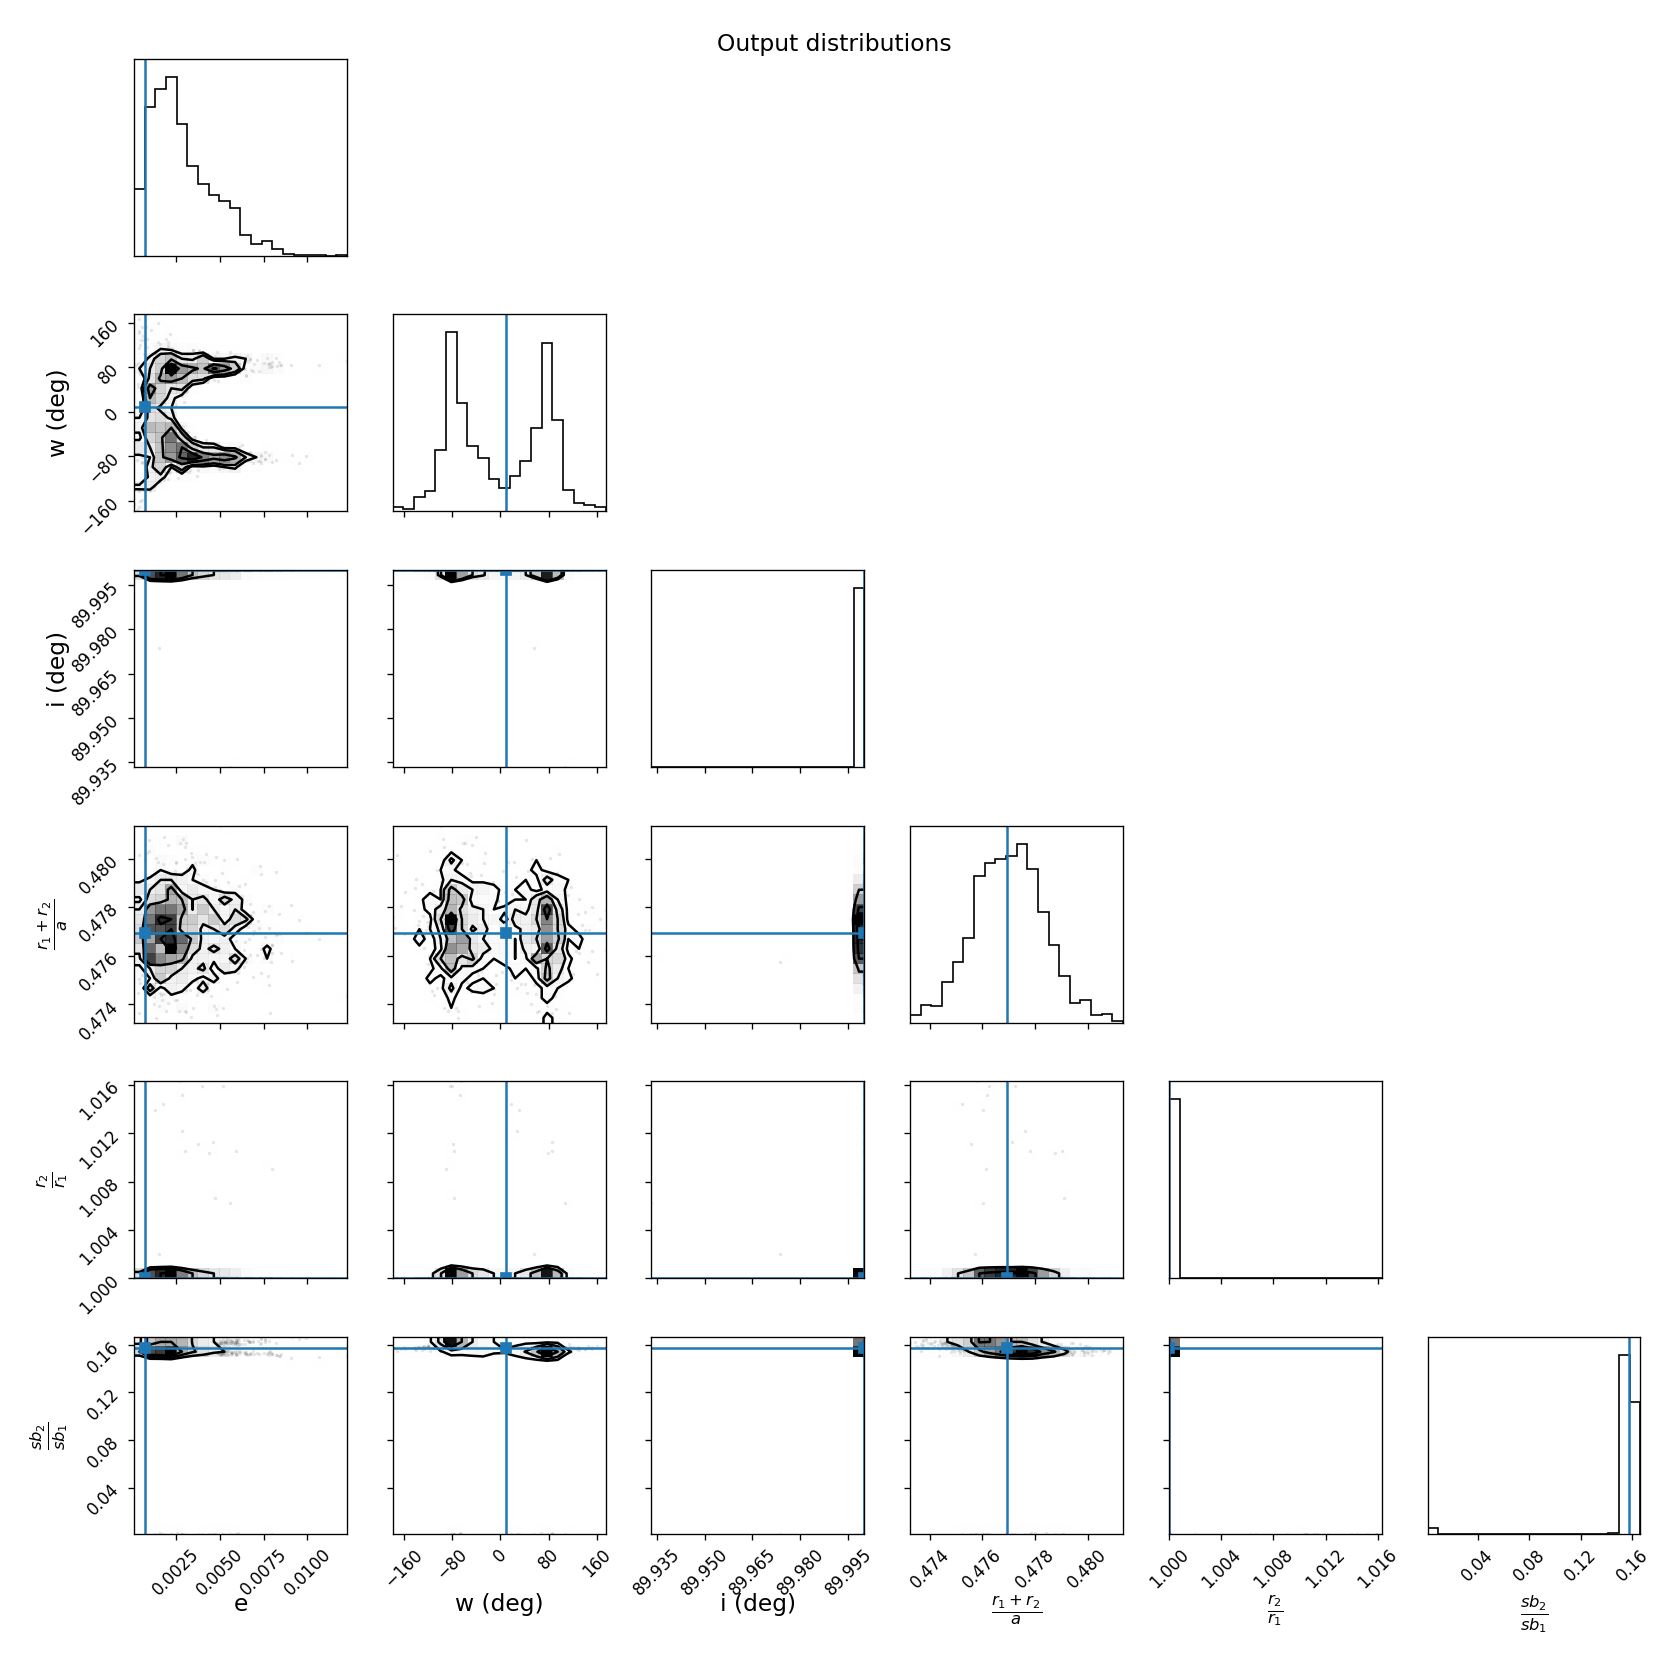 Output distributions
w (deg)
160
80
0
−80
−160
i (deg)
89.995
89.980
89.965
89.950
89.935
r₁ + r₂
a
0.480
0.478
0.476
0.474
r₂
r₁
1.016
1.012
1.008
1.004
1.000
sb₂
sb₁
0.16
0.12
0.08
0.04
0.0025 0.0050 0.0075 0.0100
e
−160 −80 0 80 160
w (deg)
89.935 89.950 89.965 89.980 89.995
i (deg)
0.474 0.476 0.478 0.480
r₁ + r₂
a
1.000 1.004 1.008 1.012 1.016
r₂
r₁
0.04 0.08 0.12 0.16
sb₂
sb₁